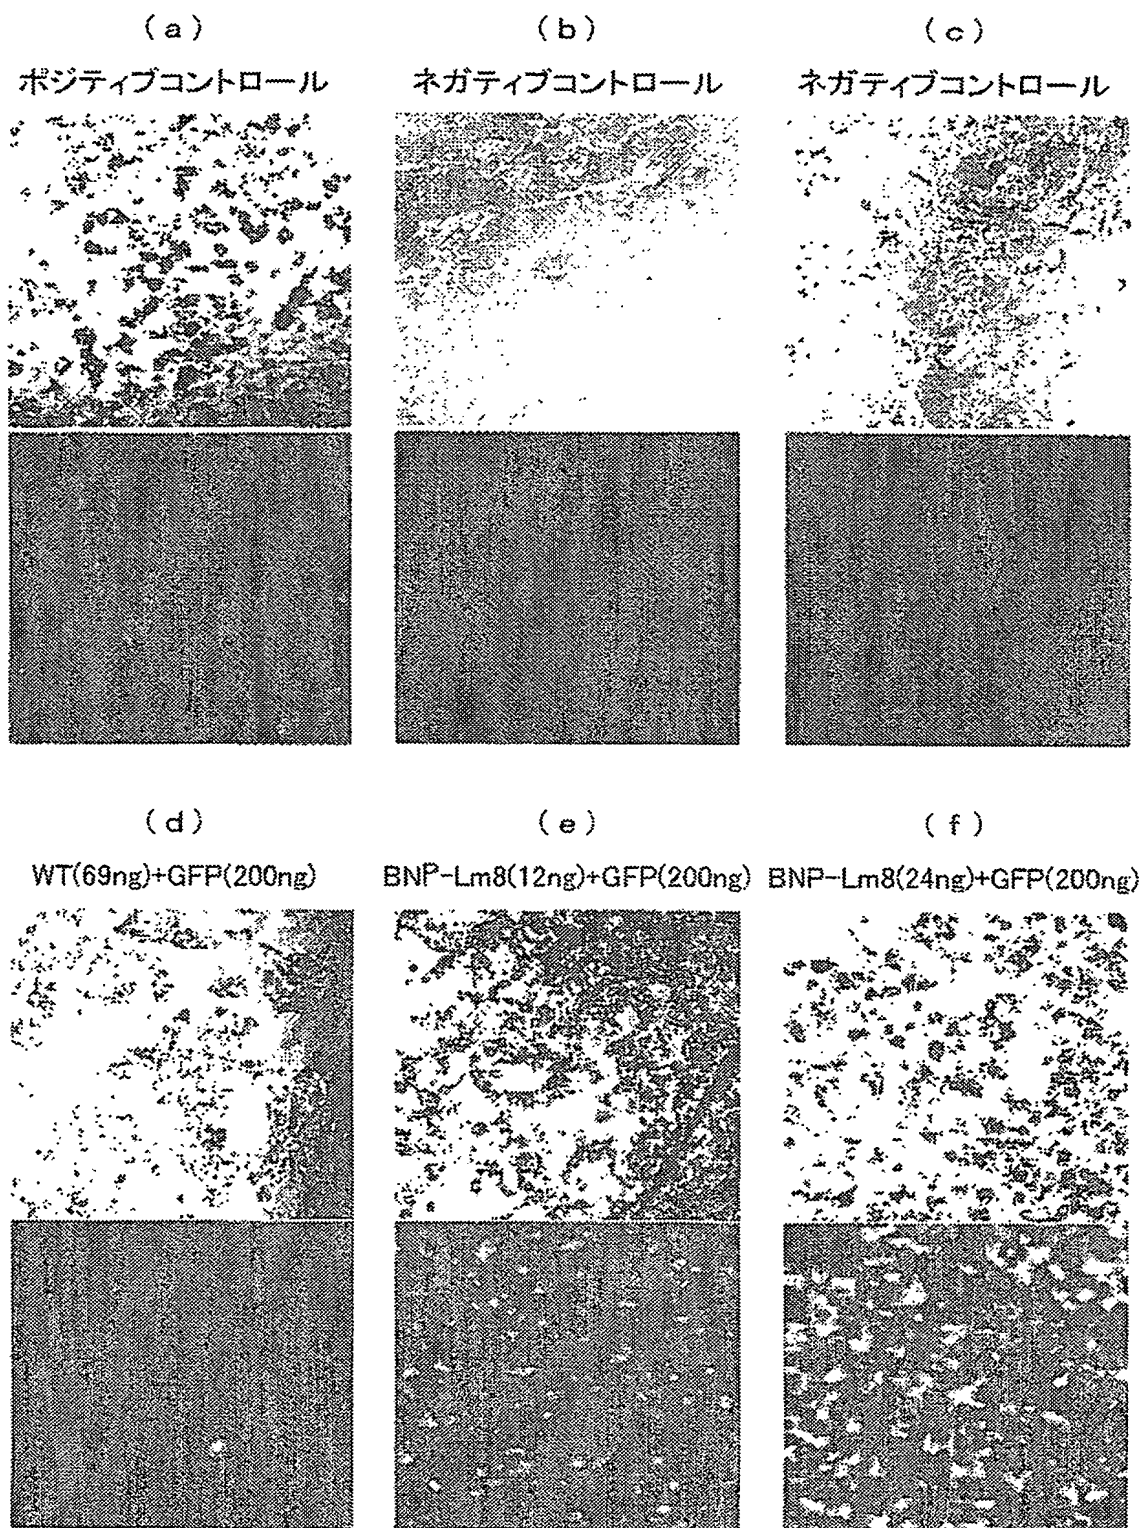 (a)
ポジティブコントロール
(b)
ネガティブコントロール
(c)
ネガティブコントロール
(d)
WT(69ng)+GFP(200ng)
(e)
BNP-Lm8(12ng)+GFP(200ng)
(f)
BNP-Lm8(24ng)+GFP(200ng)